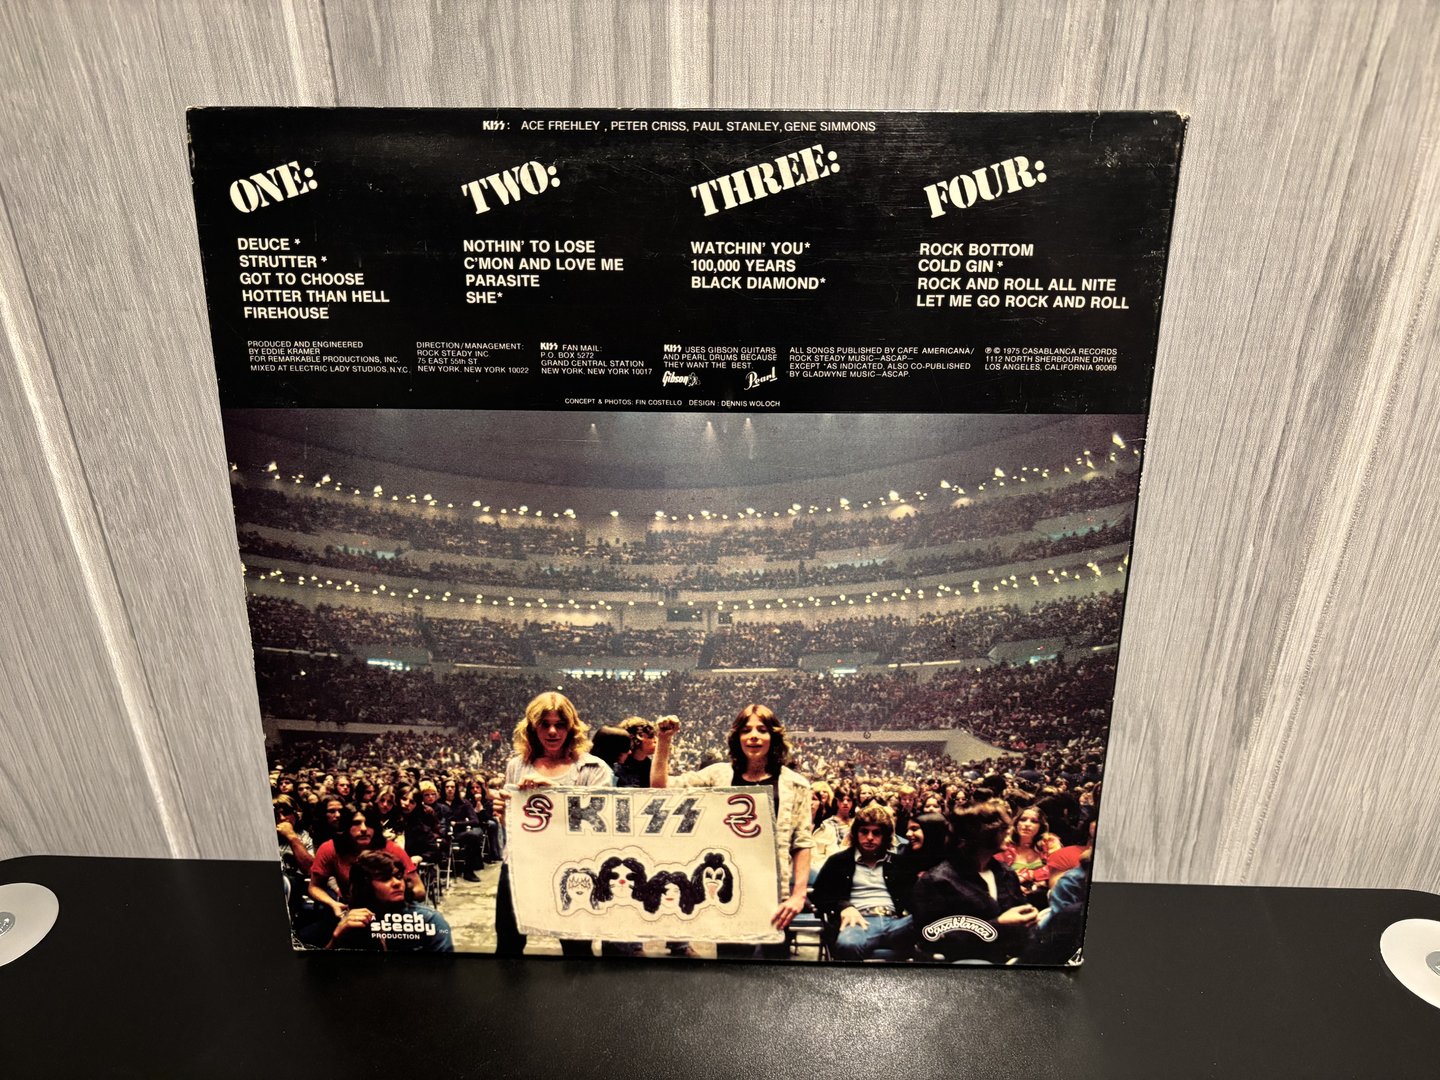 KISS: ACE FREHLEY , PETER CRISS, PAUL STANLEY, GENE SIMMONS
ONE:
DEUCE *
STRUTTER *
GOT TO CHOOSE
HOTTER THAN HELL
FIREHOUSE
TWO:
NOTHIN' TO LOSE
C'MON AND LOVE ME
PARASITE
SHE*
THREE:
WATCHIN' YOU*
100,000 YEARS
BLACK DIAMOND*
FOUR:
ROCK BOTTOM
COLD GIN *
ROCK AND ROLL ALL NITE
LET ME GO ROCK AND ROLL
PRODUCED AND ENGINEERED
BY EDDIE KRAMER
FOR REMARKABLE PRODUCTIONS, INC.
MIXED AT ELECTRIC LADY STUDIOS, N.Y.C.
DIRECTION/MANAGEMENT:
ROCK STEADY INC.
75 EAST 55th ST
NEW YORK, NEW YORK 10022
KISS FAN MAIL:
P.O. BOX 5272
GRAND CENTRAL STATION
NEW YORK, NEW YORK 10017
KISS USES GIBSON GUITARS
AND PEARL DRUMS BECAUSE
THEY WANT THE BEST.
Gibson Pearl
ALL SONGS PUBLISHED BY CAFE AMERICANA/
ROCK STEADY MUSIC—ASCAP—
EXCEPT *AS INDICATED, ALSO CO-PUBLISHED
BY GLADWYNE MUSIC—ASCAP.
℗ © 1975 CASABLANCA RECORDS
1112 NORTH SHERBOURNE DRIVE
LOS ANGELES, CALIFORNIA 90069
CONCEPT & PHOTOS: FIN COSTELLO DESIGN : DENNIS WOLOCH
KISS
A rock
steady INC.
PRODUCTION
Casablanca